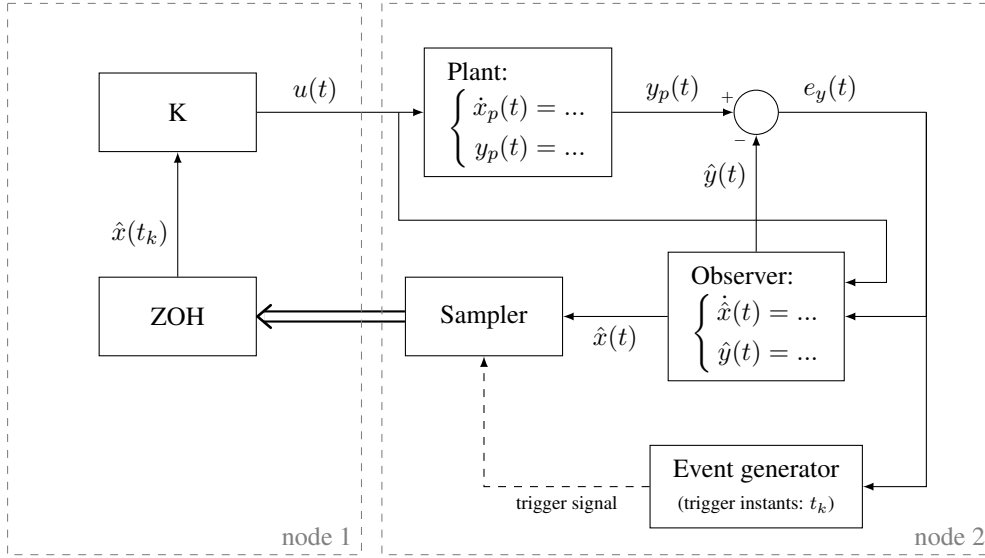 K
u(t)
Plant:
ẋ_p(t) = ...
y_p(t) = ...
y_p(t)
+
−
e_y(t)
ŷ(t)
x̂(t_k)
ZOH
Sampler
x̂(t)
Observer:
x̂̇(t) = ...
ŷ(t) = ...
Event generator
(trigger instants: t_k)
trigger signal
node 1
node 2